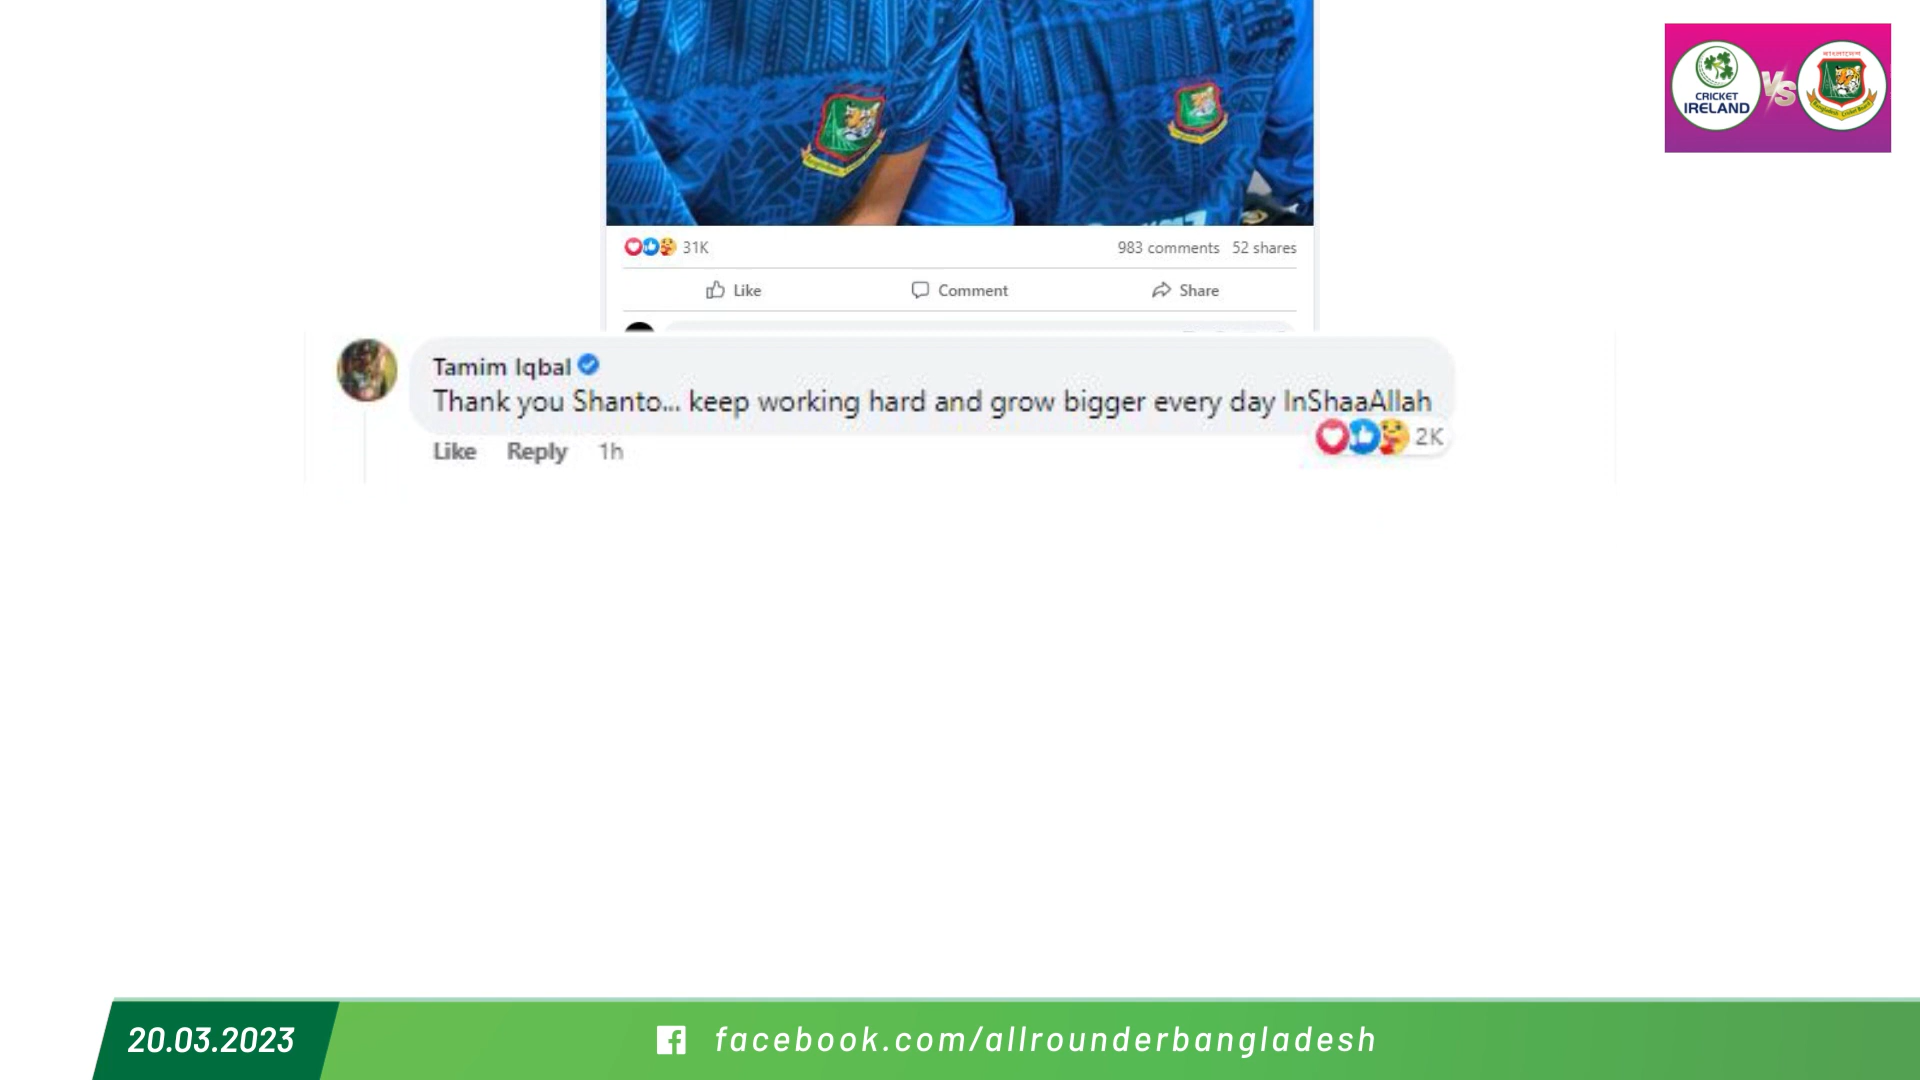 CRICKET
IRELAND
VS
31K
983 comments 52 shares
Like Comment Share
Tamim Iqbal
Thank you Shanto... keep working hard and grow bigger every day InShaaAllah
2K
Like Reply 1h
20.03.2023
facebook.com/allrounderbangladesh